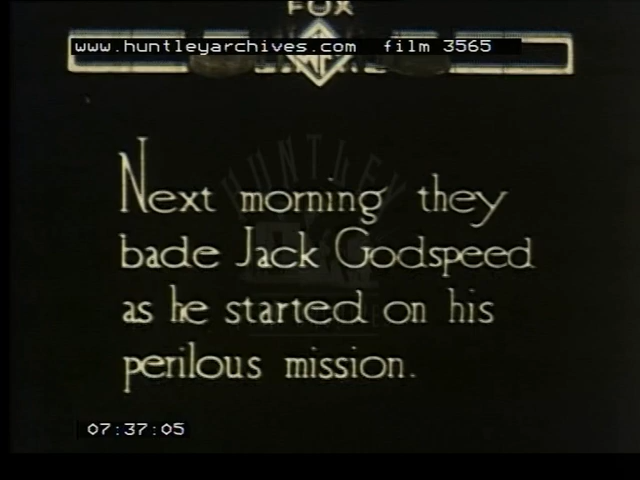 FOX
www.huntleyarchives.com film 3565
HUNTLEY
Next morning they
bade Jack Godspeed
as he started on his
perilous mission.
07:37:05